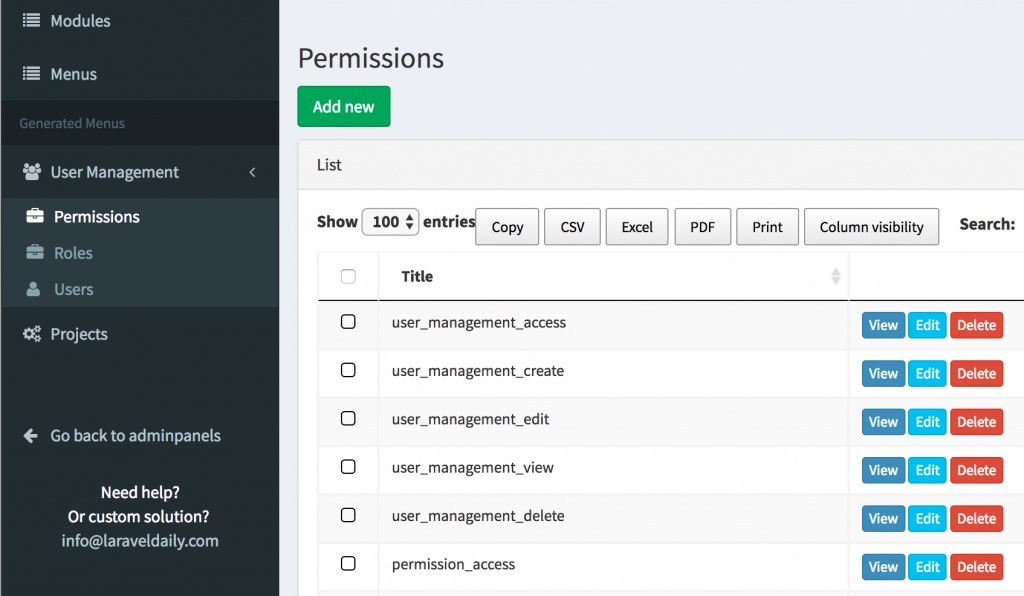 Modules
Menus
Generated Menus
User Management
Permissions
Roles
Users
Projects
Go back to adminpanels
Need help?
Or custom solution?
info@laraveldaily.com
Permissions
Add new
List
Show 100 entries Copy CSV Excel PDF Print Column visibility Search:
Title
user_management_access View Edit Delete
user_management_create View Edit Delete
user_management_edit View Edit Delete
user_management_view View Edit Delete
user_management_delete View Edit Delete
permission_access View Edit Delete